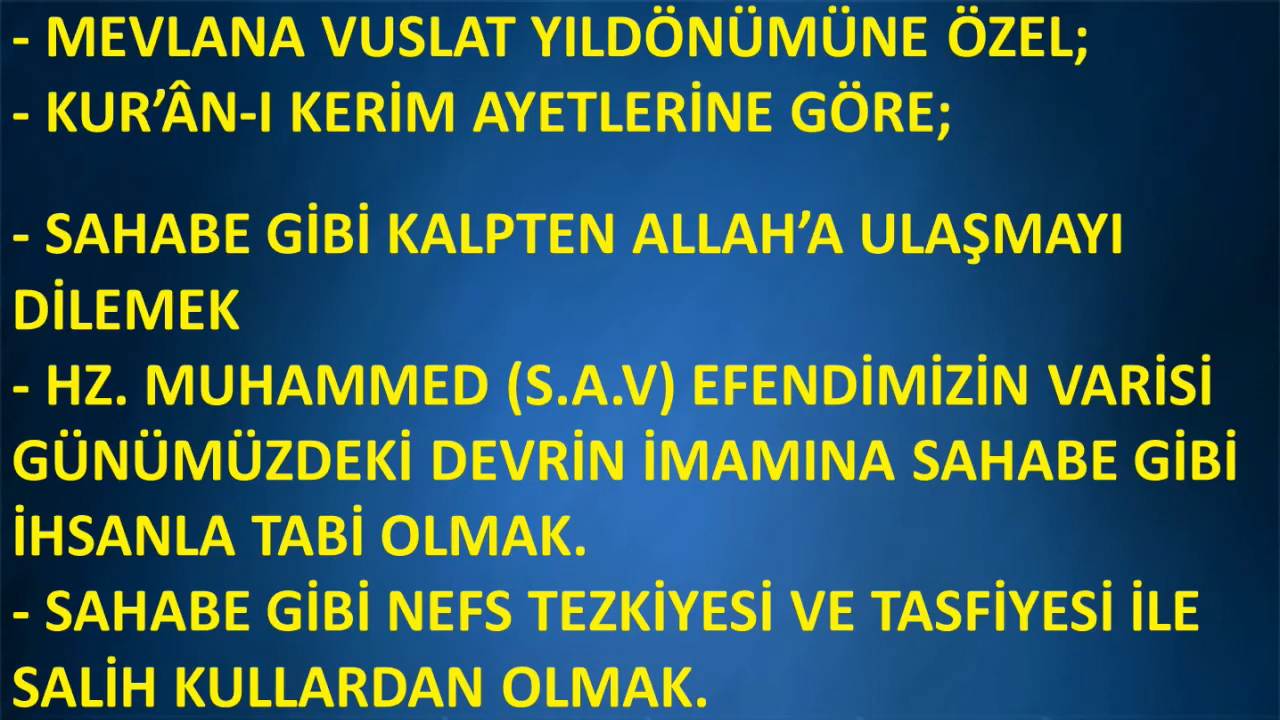 - MEVLANA VUSLAT YILDÖNÜMÜNE ÖZEL;
- KUR’ÂN-I KERİM AYETLERİNE GÖRE;
- SAHABE GİBİ KALPTEN ALLAH’A ULAŞMAYI
DİLEMEK
- HZ. MUHAMMED (S.A.V) EFENDİMİZİN VARİSİ
GÜNÜMÜZDEKİ DEVRİN İMAMINA SAHABE GİBİ
İHSANLA TABİ OLMAK.
- SAHABE GİBİ NEFS TEZKİYESİ VE TASFİYESİ İLE
SALİH KULLARDAN OLMAK.